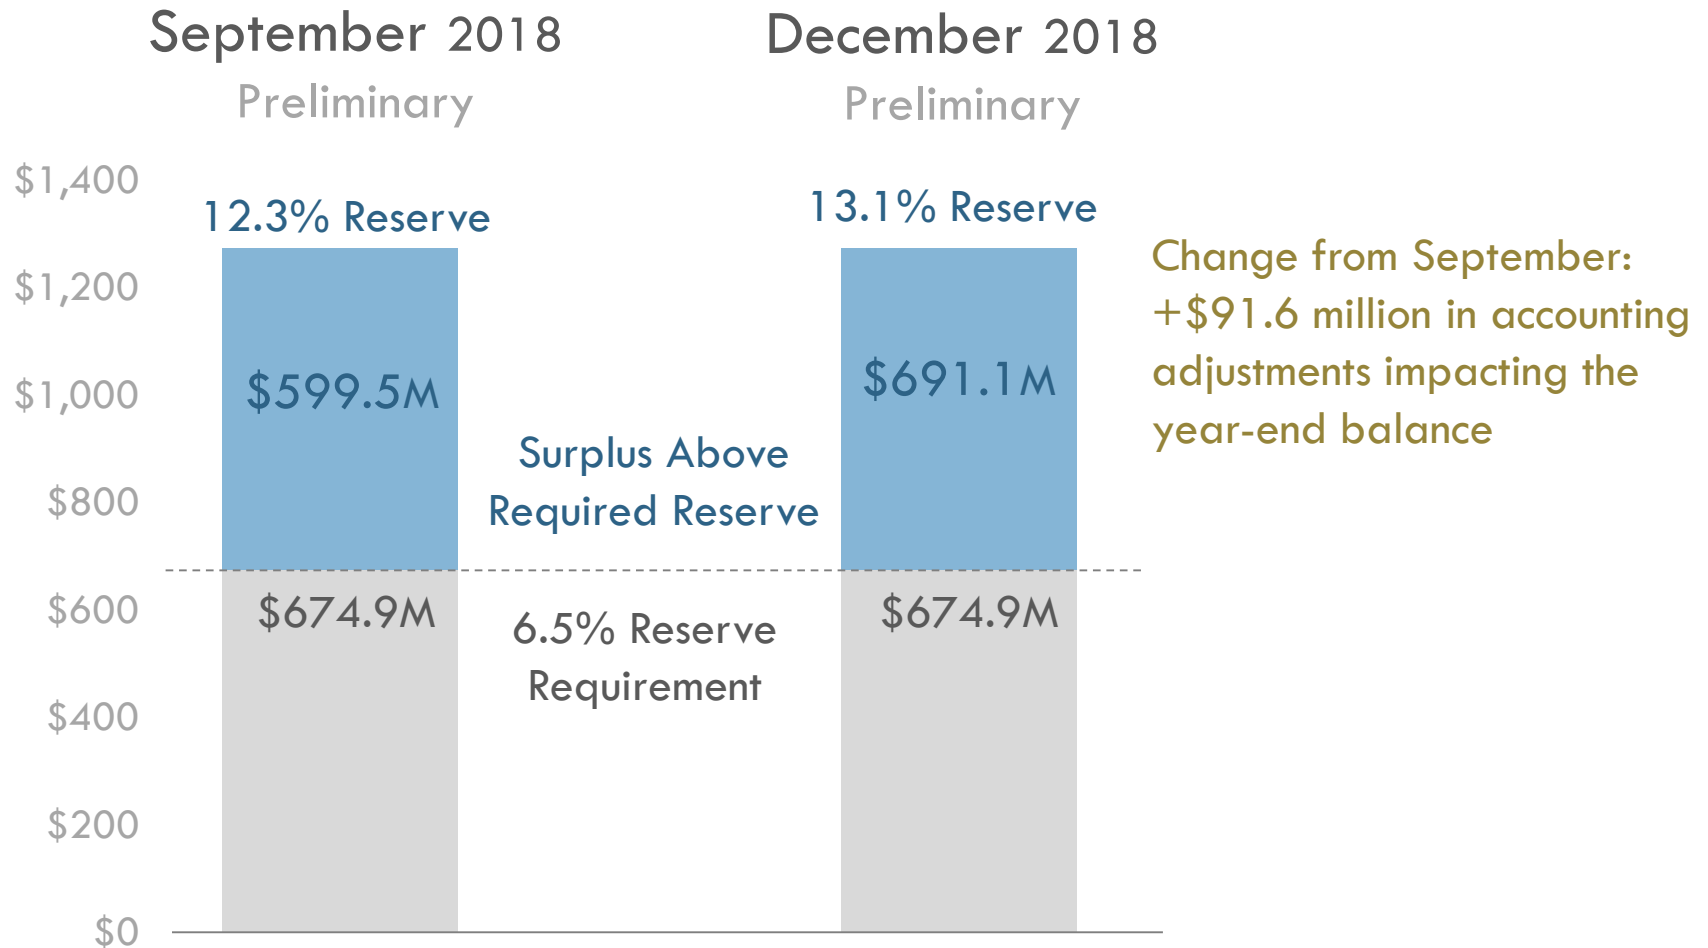 September 2018
Preliminary
December 2018
Preliminary
$1,400
$1,200
$1,000
$800
$600
$400
$200
$0
12.3% Reserve
$599.5M
$674.9M
Surplus Above
Required Reserve
6.5% Reserve
Requirement
13.1% Reserve
$691.1M
$674.9M
Change from September:
+$91.6 million in accounting
adjustments impacting the
year-end balance